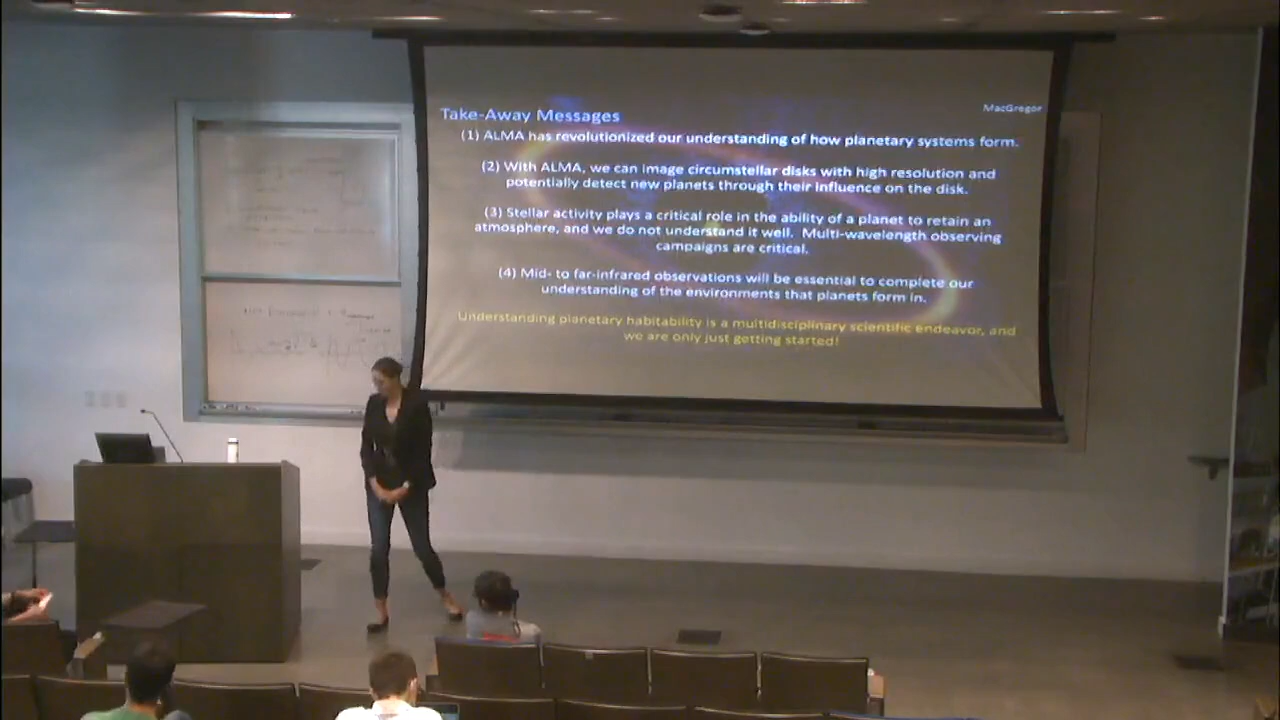 MacGregor
Take-Away Messages
(1) ALMA has revolutionized our understanding of how planetary systems form.
(2) With ALMA, we can image circumstellar disks with high resolution and
potentially detect new planets through their influence on the disk.
(3) Stellar activity plays a critical role in the ability of a planet to retain an
atmosphere, and we do not understand it well. Multi-wavelength observing
campaigns are critical.
(4) Mid- to far-infrared observations will be essential to complete our
understanding of the environments that planets form in.
Understanding planetary habitability is a multidisciplinary scientific endeavor, and
we are only just getting started!